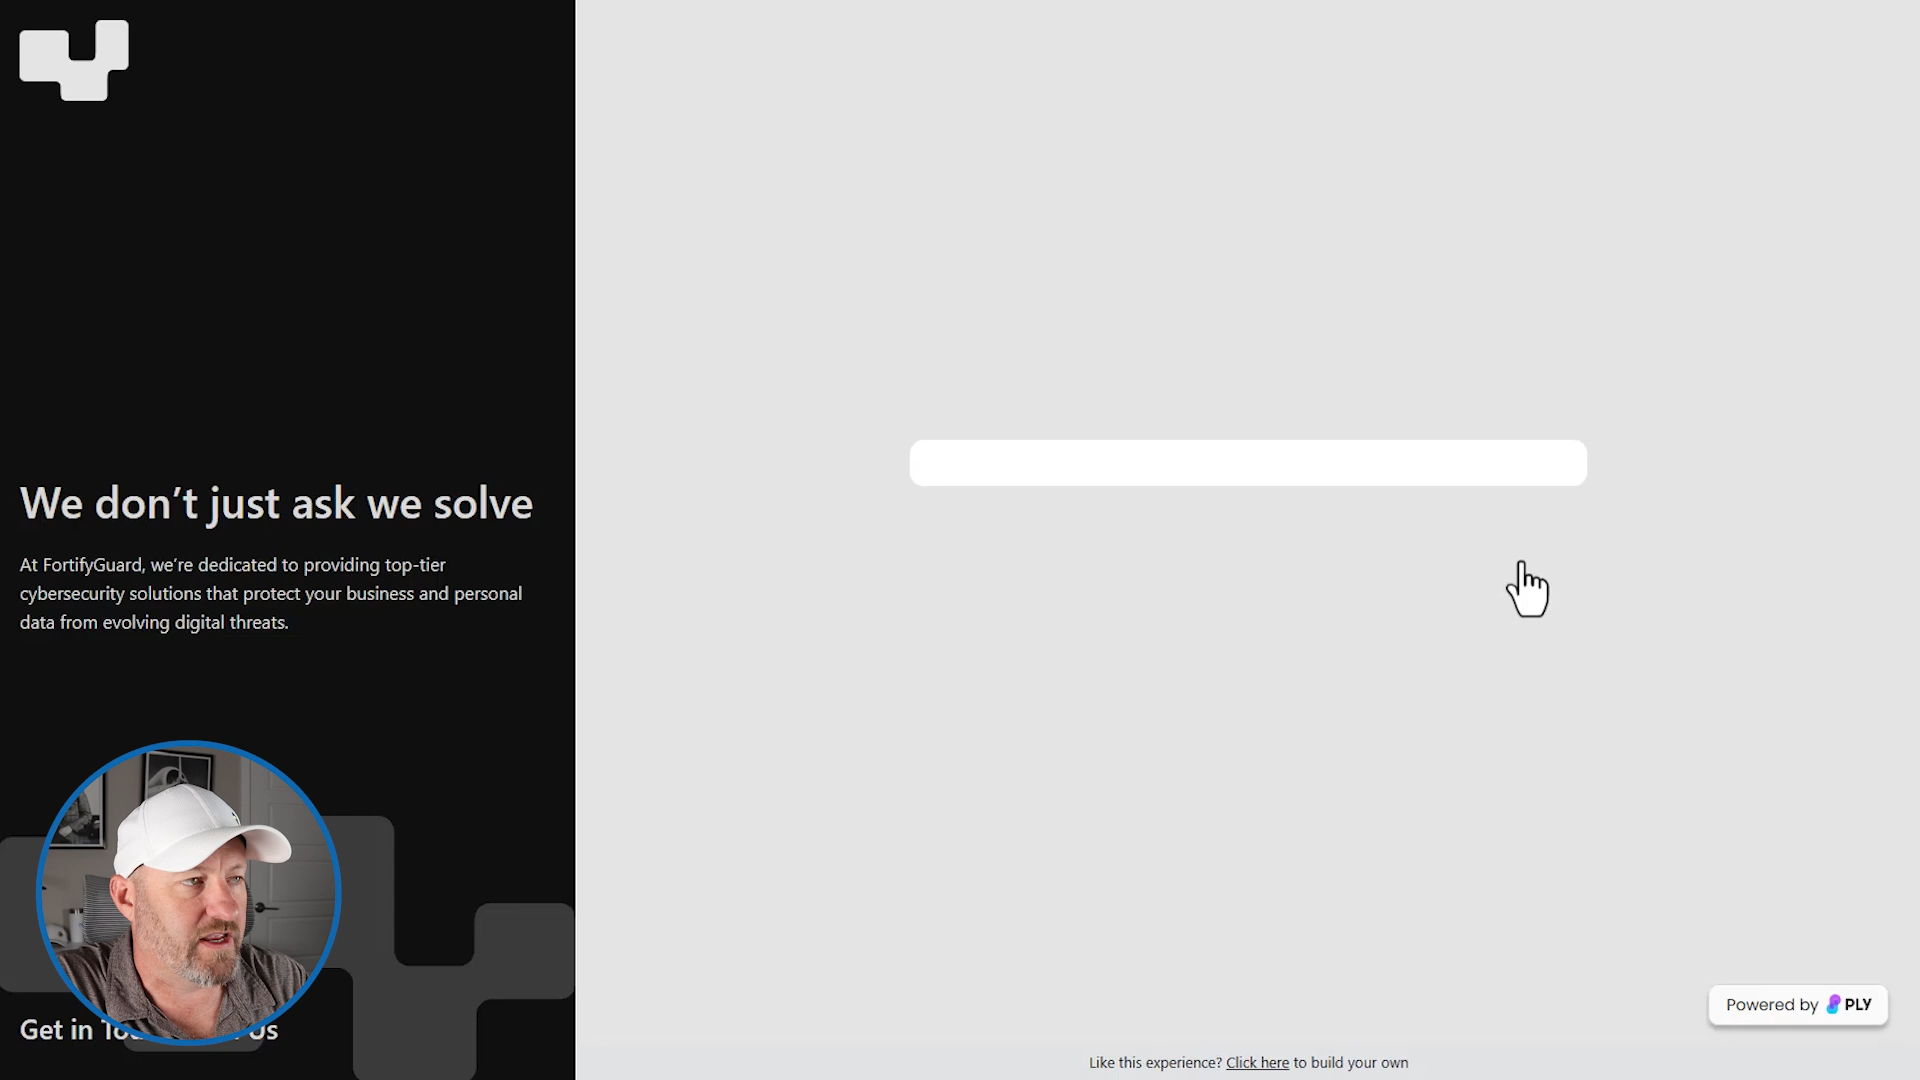 We don’t just ask we solve
At FortifyGuard, we’re dedicated to providing top-tier
cybersecurity solutions that protect your business and personal
data from evolving digital threats.
Get in Us
Powered by PLY
Like this experience? Click here to build your own